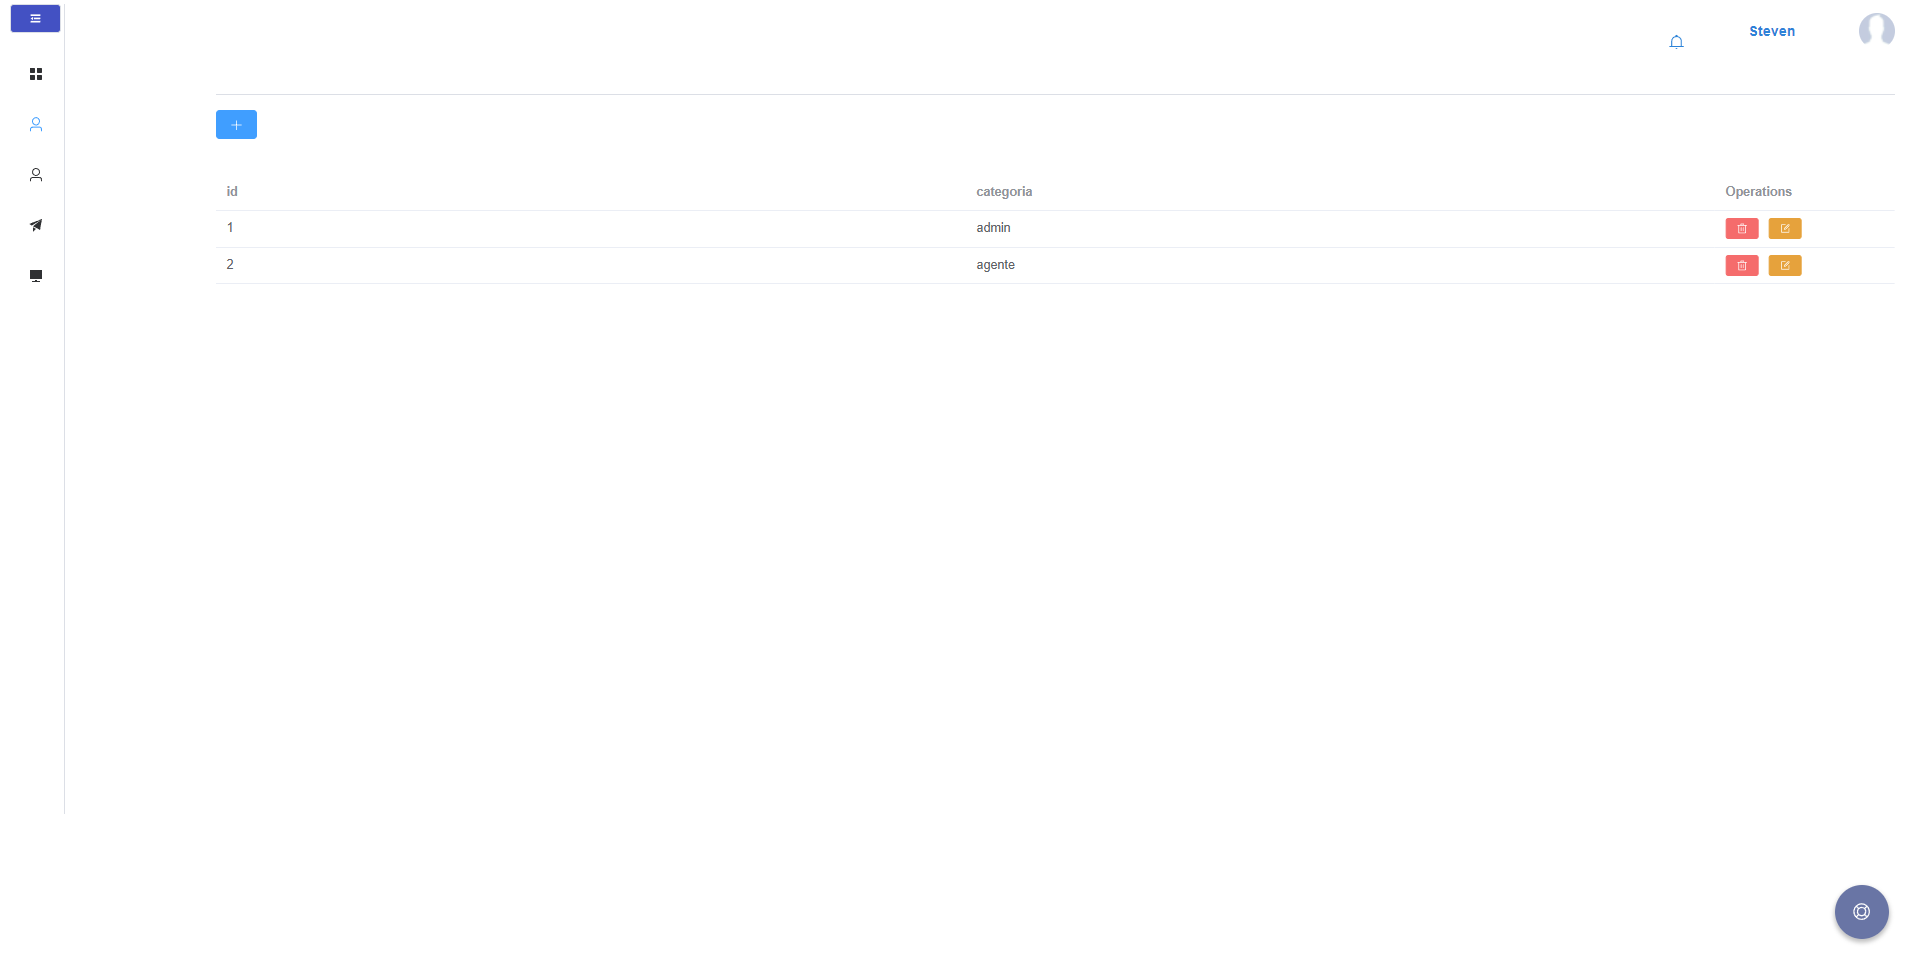 Steven
id categoria Operations
1 admin
2 agente